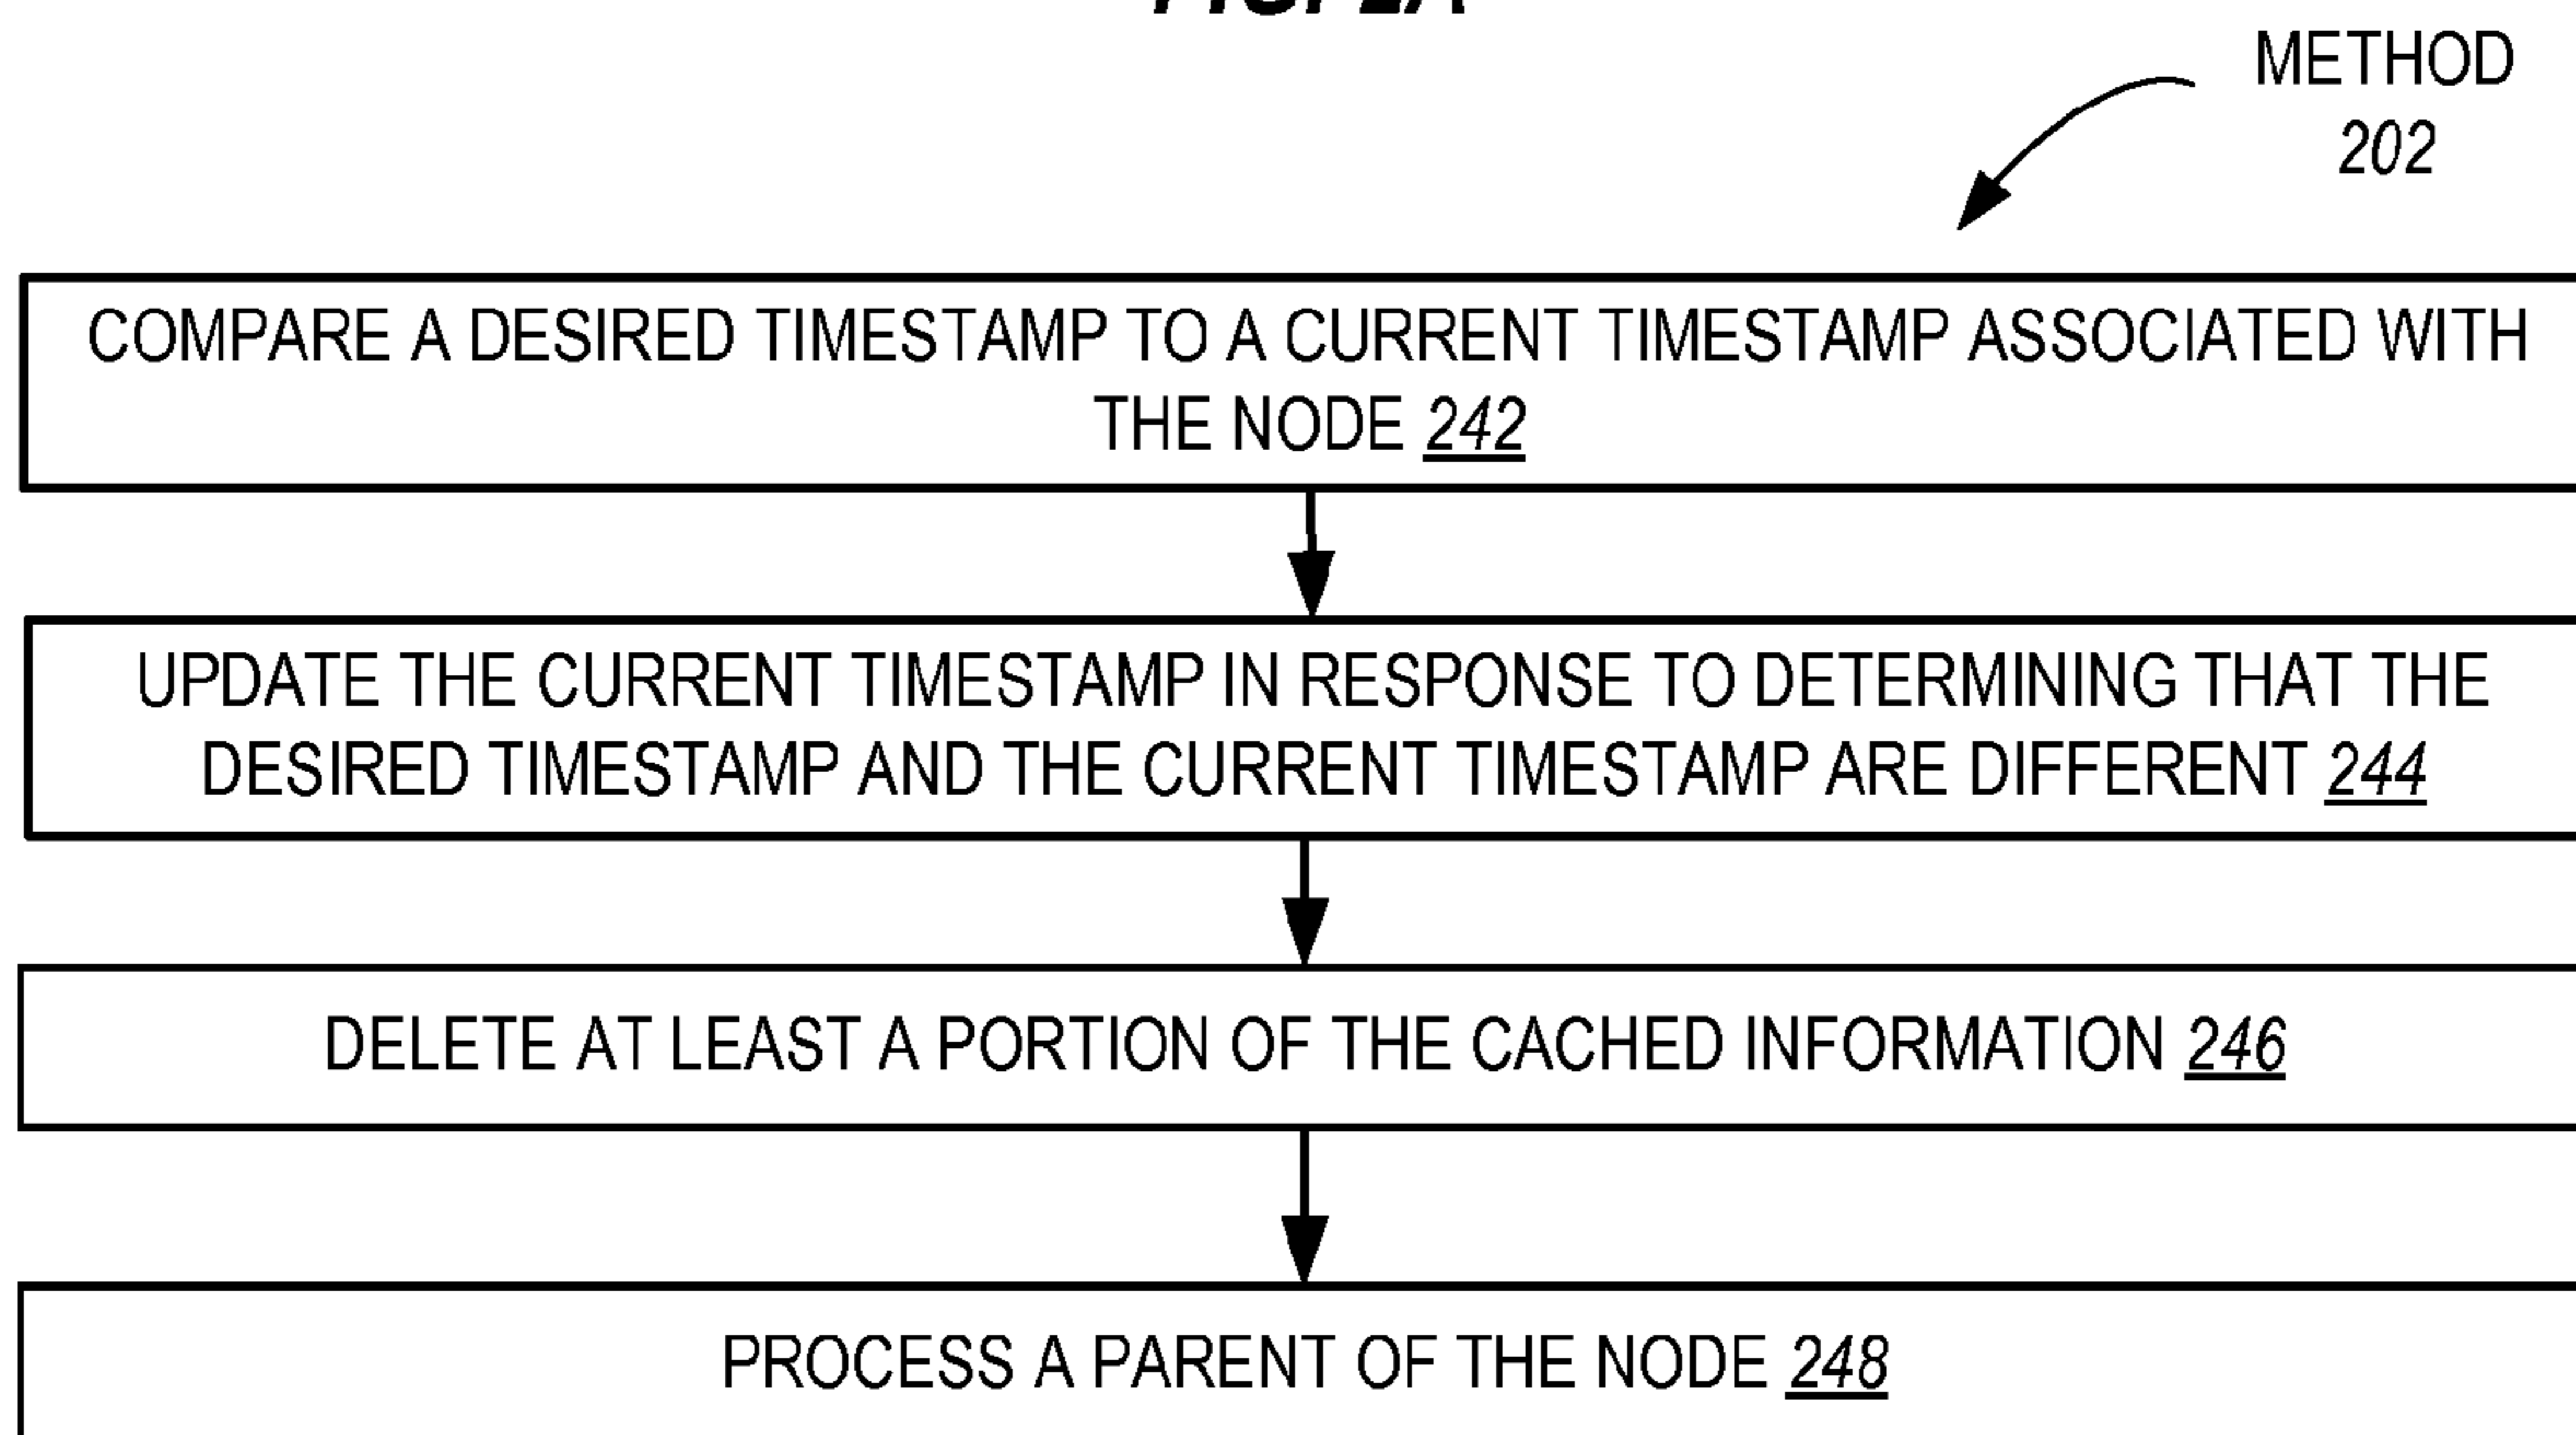 METHOD
202
COMPARE A DESIRED TIMESTAMP TO A CURRENT TIMESTAMP ASSOCIATED WITH
THE NODE 242
UPDATE THE CURRENT TIMESTAMP IN RESPONSE TO DETERMINING THAT THE
DESIRED TIMESTAMP AND THE CURRENT TIMESTAMP ARE DIFFERENT 244
DELETE AT LEAST A PORTION OF THE CACHED INFORMATION 246
PROCESS A PARENT OF THE NODE 248